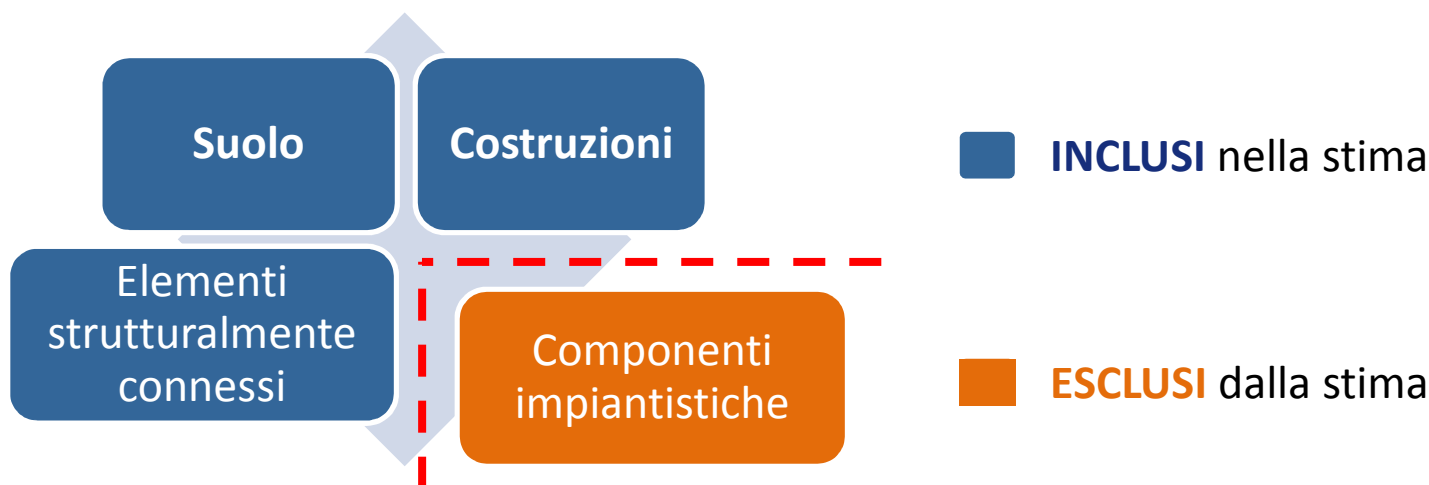 Suolo
Costruzioni
INCLUSI nella stima
Elementi
strutturalmente
connessi
Componenti
impiantistiche
ESCLUSI dalla stima